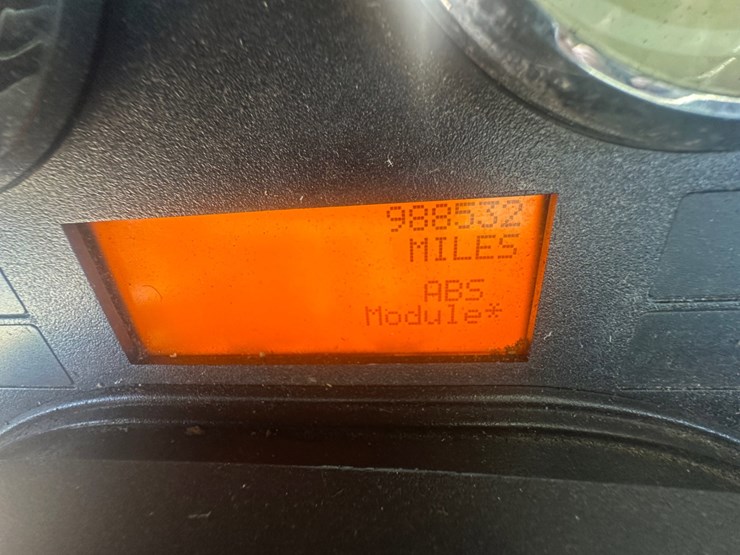 988532
MILES
ABS
Module*